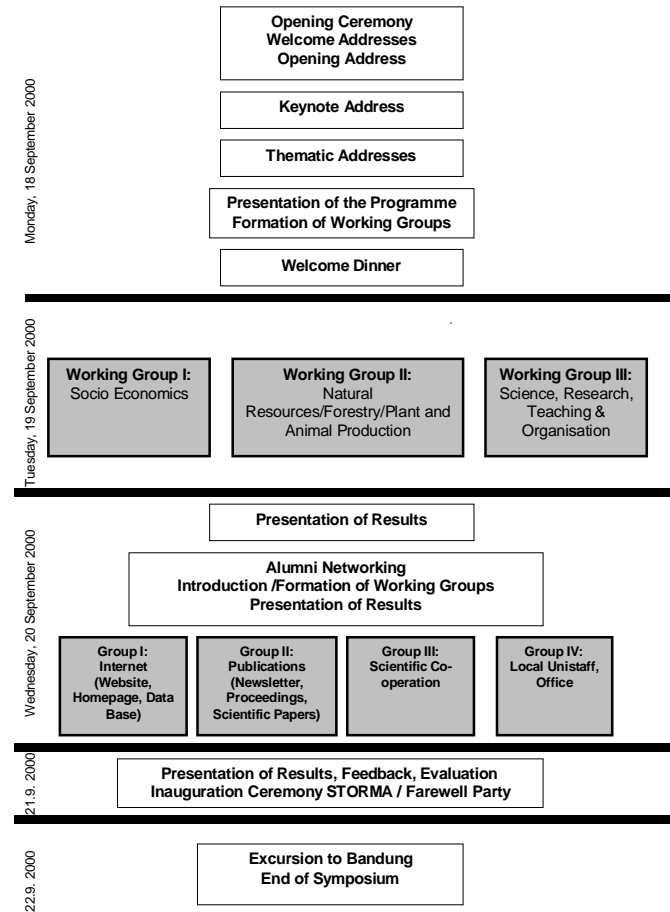 Monday, 18 September 2000
Opening Ceremony
Welcome Addresses
Opening Address
Keynote Address
Thematic Addresses
Presentation of the Programme
Formation of Working Groups
Welcome Dinner
Tuesday, 19 September 2000
Working Group I:
Socio Economics
Working Group II:
Natural
Resources/Forestry/Plant and
Animal Production
Working Group III:
Science, Research,
Teaching &
Organisation
Wednesday, 20 September 2000
Presentation of Results
Alumni Networking
Introduction /Formation of Working Groups
Presentation of Results
Group I:
Internet
(Website,
Homepage, Data
Base)
Group II:
Publications
(Newsletter,
Proceedings,
Scientific Papers)
Group III:
Scientific Co-
operation
Group IV:
Local Unistaff,
Office
21.9. 2000
Presentation of Results, Feedback, Evaluation
Inauguration Ceremony STORMA / Farewell Party
22.9. 2000
Excursion to Bandung
End of Symposium